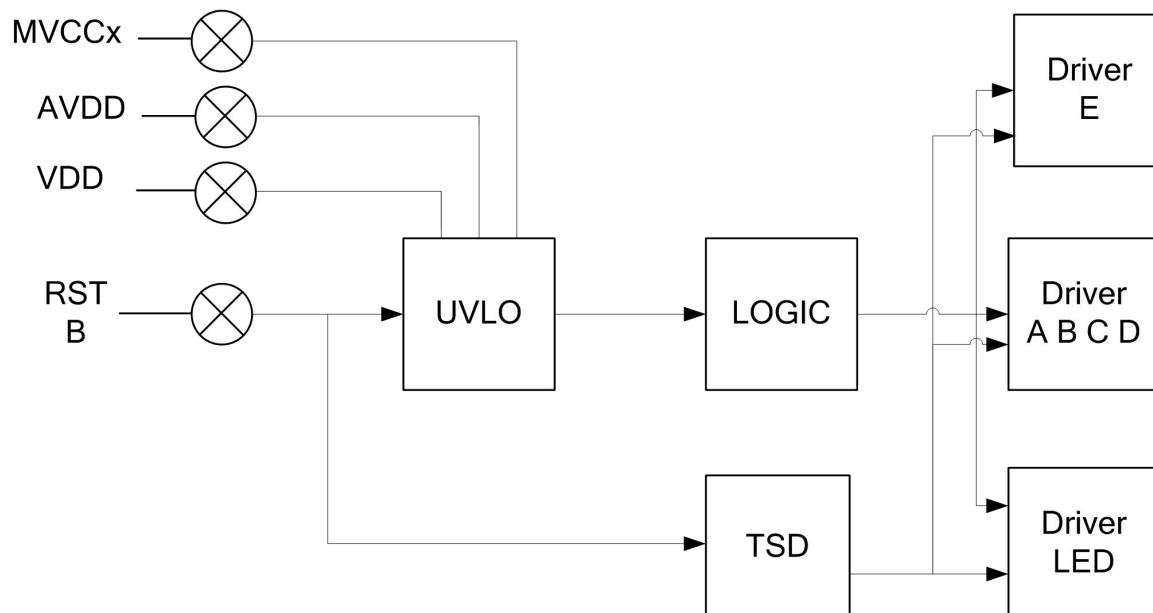 MVCCx
AVDD
VDD
RST
B
UVLO
LOGIC
TSD
Driver
E
Driver
A B C D
Driver
LED